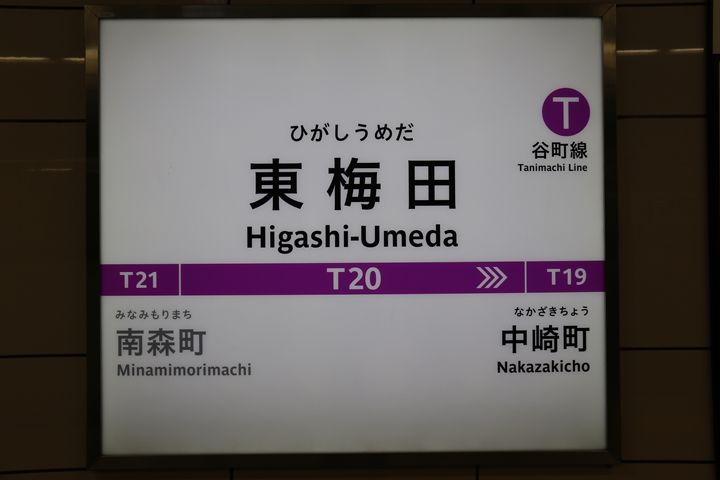 T
谷町線
Tanimachi Line
ひがしうめだ
東梅田
Higashi-Umeda
T21
T20
T19
みなみもりまち
南森町
Minamimorimachi
なかざきちょう
中崎町
Nakazakicho